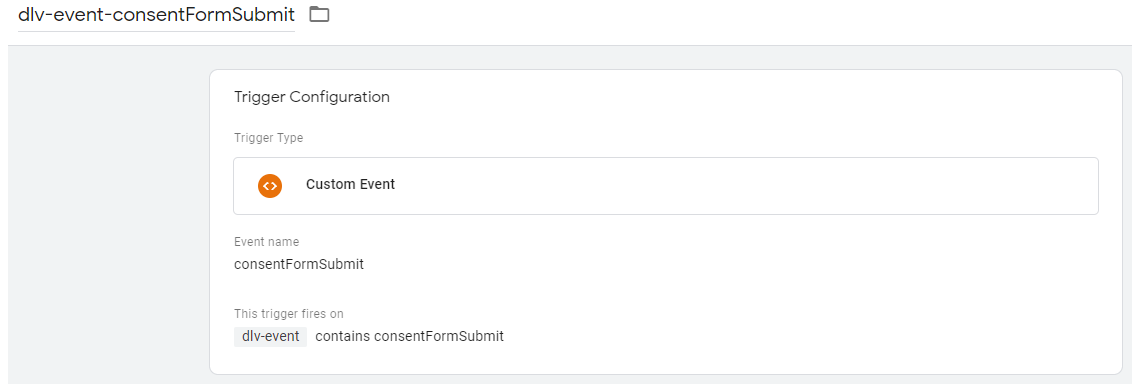 dlv-event-consentFormSubmit
Trigger Configuration
Trigger Type
Custom Event
Event name
consentFormSubmit
This trigger fires on
dlv-event contains consentFormSubmit